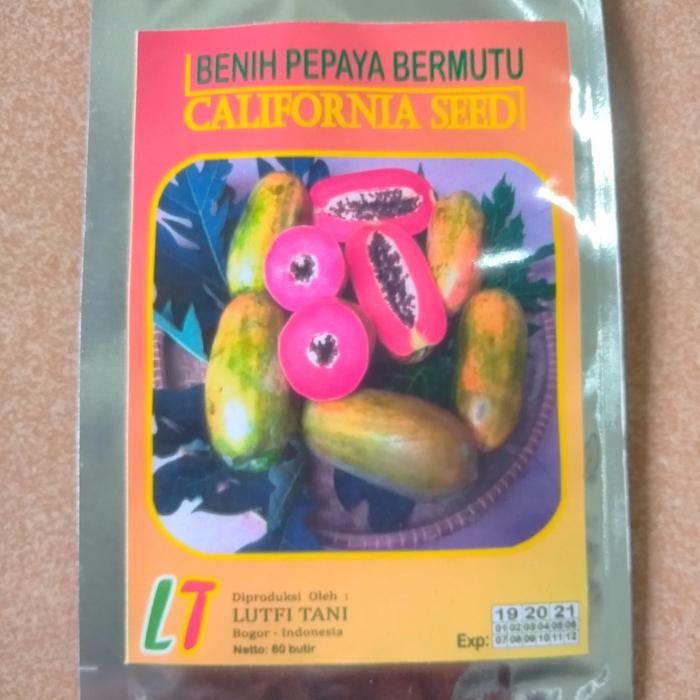 BENIH PEPAYA BERMUTU
CALIFORNIA SEED
LT
Diproduksi Oleh :
LUTFI TANI
Bogor - Indonesia
Netto: 60 butir
Exp:
19 20 21
01 02 03 04 05 06
07 08 09 10 11 12